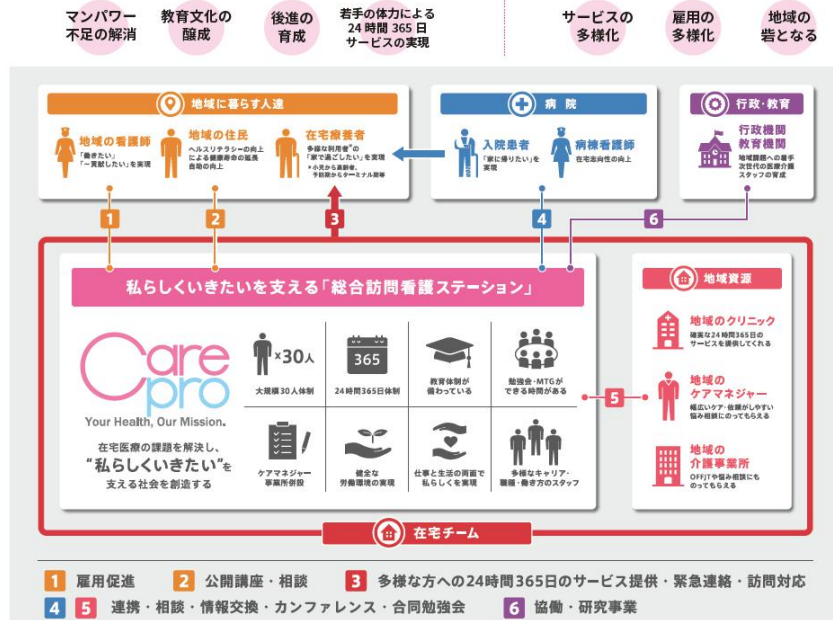 マンパワー
不足の解消
教育文化の
醸成
後進の
育成
若手の体力による
24時間365日
サービスの実現
サービスの
多様化
雇用の
多様化
地域の
砦となる
地域に暮らす人達
地域の看護師
「働きたい」
「~貢献したい」を実現
地域の住民
ヘルスリテラシーの向上
による健康寿命の延長
自助の向上
在宅療養者
多様な利用者*の
「家で過ごしたい」を実現
*小児から高齢者、
予防期からターミナル期等
病院
入院患者
「家に帰りたい」を
実現
病棟看護師
在宅志向性の向上
行政・教育
行政機関
教育機関
地域課題への着手
次世代の医療介護
スタッフの育成
1
2
3
4
6
私らしくいきたいを支える「総合訪問看護ステーション」
Care
pro
Your Health, Our Mission.
在宅医療の課題を解決し、
“私らしくいきたい”を
支える社会を創造する
×30人
大規模30人体制
365
24時間365日体制
教育体制が
備わっている
勉強会・MTGが
できる時間がある
ケアマネジャー
事業所併設
健全な
労働環境の実現
仕事と生活の両面で
私らしくを実現
多様なキャリア・
職種・働き方のスタッフ
5
地域資源
地域のクリニック
確実な24時間365日の
サービスを提供してくれる
地域の
ケアマネジャー
幅広いケア・依頼がしやすい
悩み相談にのってもらえる
地域の
介護事業所
OFFJTや悩み相談にも
のってもらえる
在宅チーム
1 雇用促進 2 公開講座・相談 3 多様な方への24時間365日のサービス提供・緊急連絡・訪問対応
4 5 連携・相談・情報交換・カンファレンス・合同勉強会 6 協働・研究事業